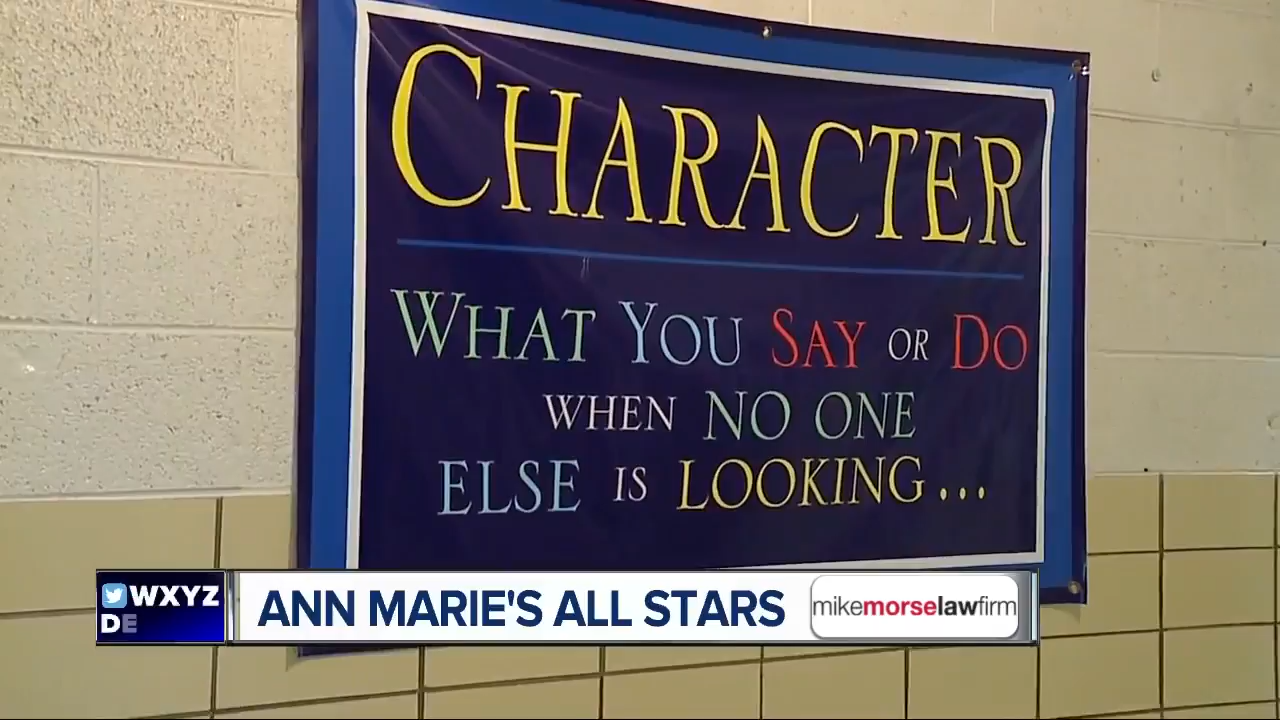 CHARACTER
WHAT YOU SAY OR DO
WHEN NO ONE
ELSE IS LOOKING...
WXYZ
DE
ANN MARIE'S ALL STARS
mikemorselawfirm